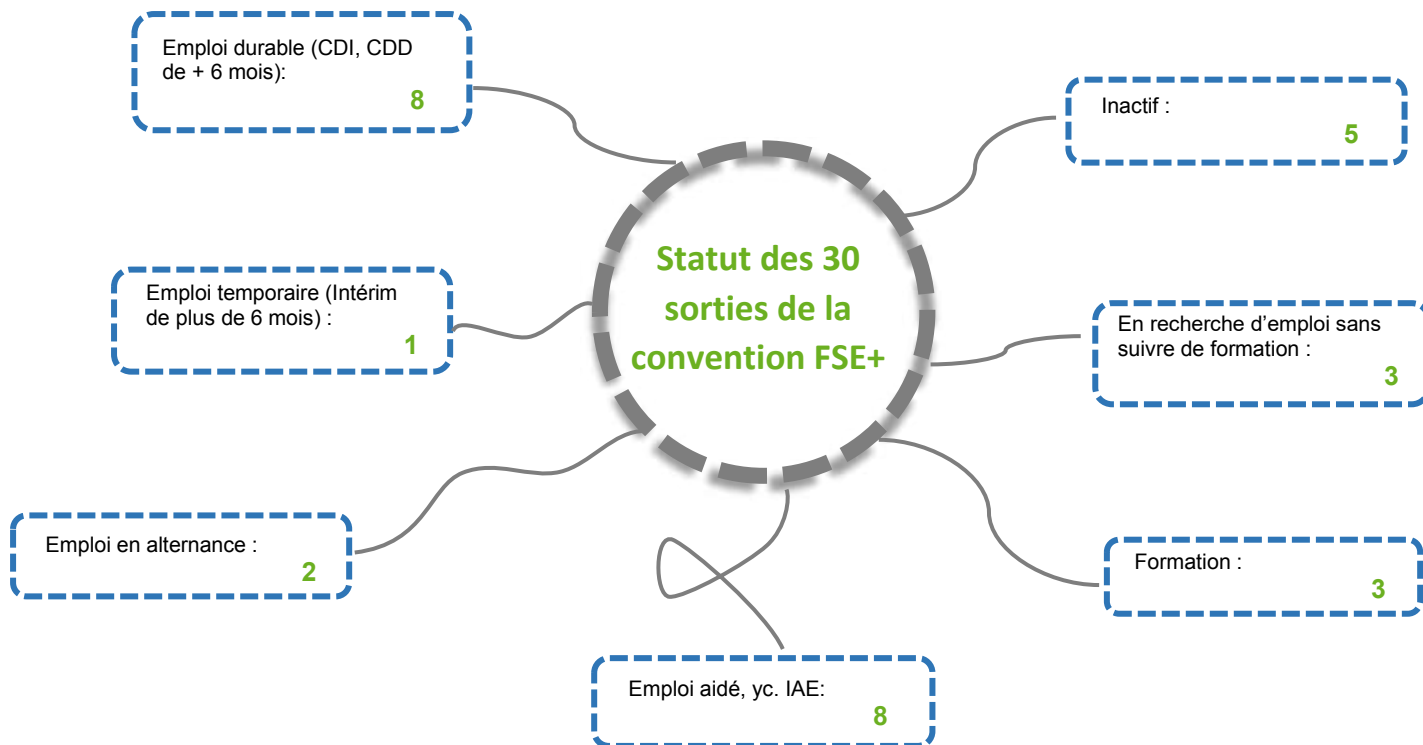 Emploi durable (CDI, CDD
de + 6 mois):
8
Inactif :
5
Statut des 30
sorties de la
convention FSE+
Emploi temporaire (Intérim
de plus de 6 mois) :
1
En recherche d’emploi sans
suivre de formation :
3
Emploi en alternance :
2
Formation :
3
Emploi aidé, yc. IAE:
8